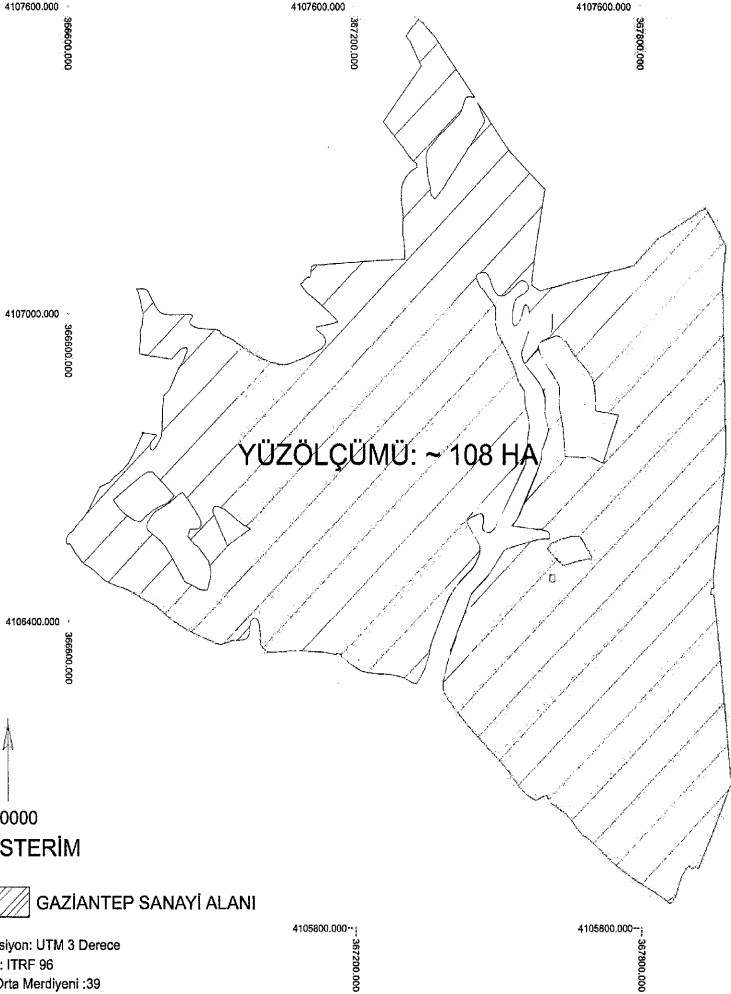 4107600.000
4107600.000
4107600.000
366600.000
367200.000
367800.000
4107000.000
366600.000
YÜZÖLÇÜMÜ: ~ 108 HA
4106400.000
366600.000
0000
STERİM
GAZİANTEP SANAYİ ALANI
siyon: UTM 3 Derece
: ITRF 96
Orta Merdiyeni :39
4105800.000
367200.000
4105800.000
367800.000